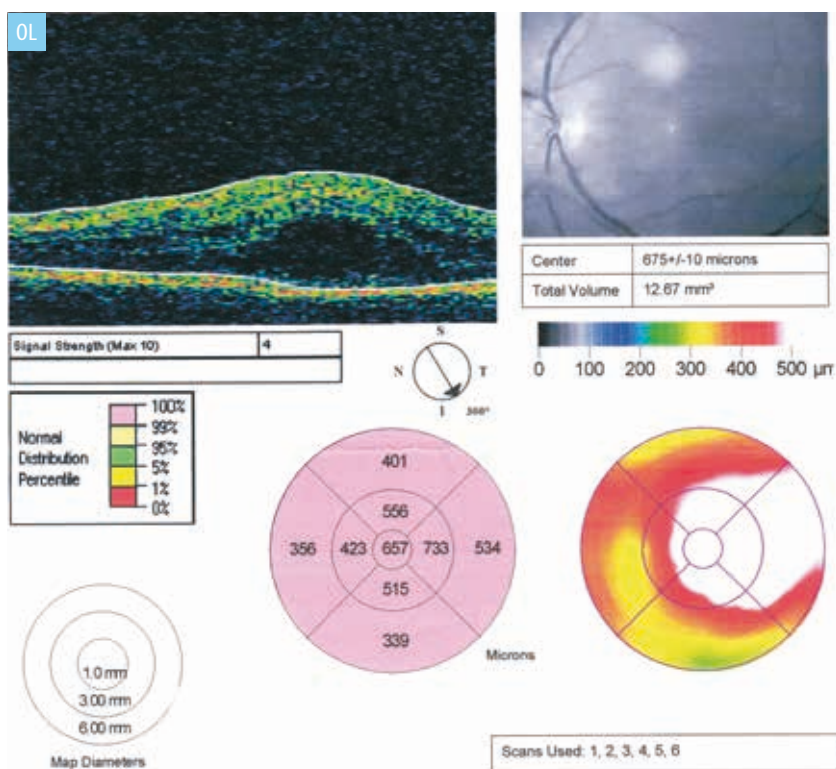 OL
Center 675+/-10 microns
Total Volume 12.67 mm³
Signal Strength (Max 10) 4
0 100 200 300 400 500 µm
S
N T
I
Normal
Distribution
Percentile
100%
99%
95%
5%
1%
0%
401
556
356 423 657 733 534
515
339
Microns
1.0 mm
3.00 mm
6.00 mm
Map Diameters
Scans Used: 1, 2, 3, 4, 5, 6